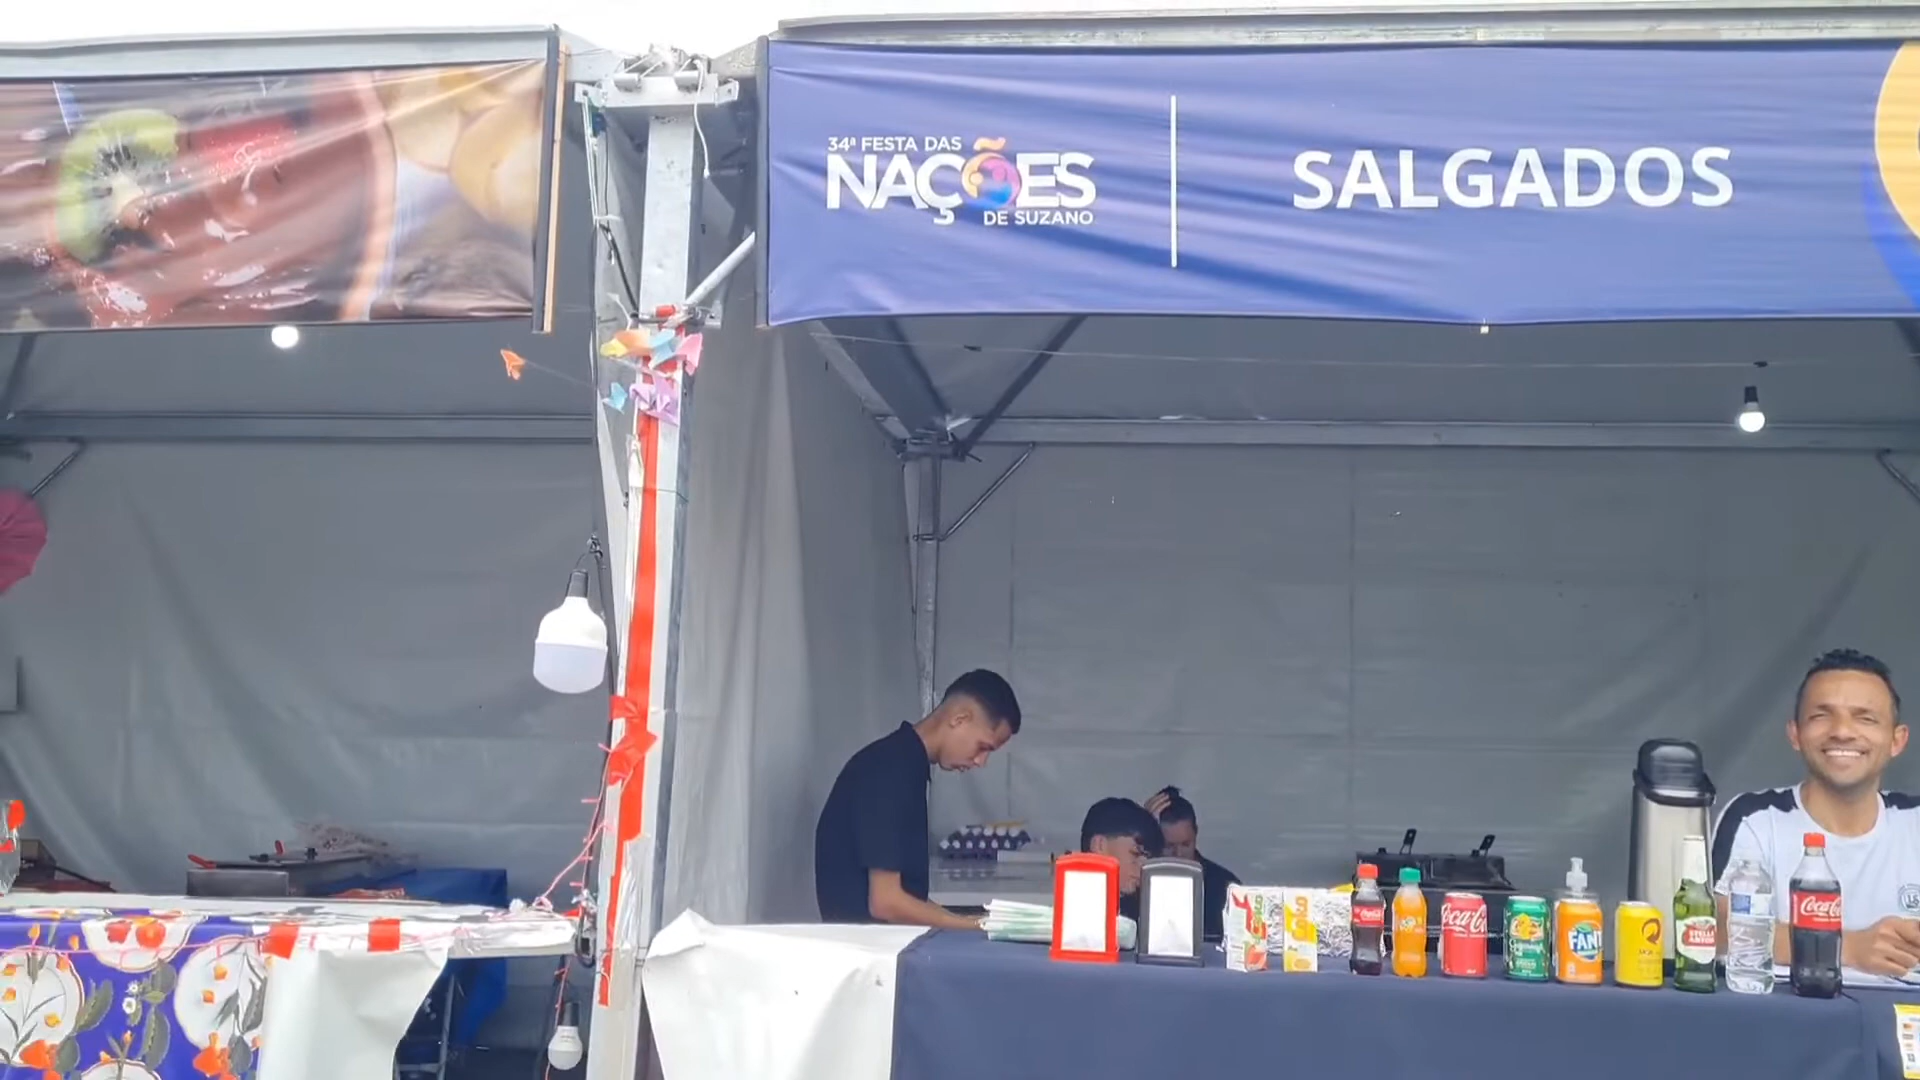 34ª FESTA DAS
NAÇÕES
DE SUZANO
SALGADOS
Coca-Cola
FANTA
STELLA
ARTOIS
Coca-Cola